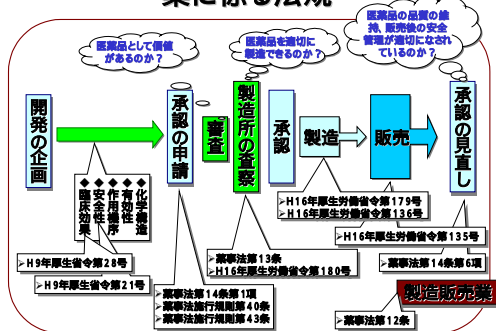 薬に係る法規
医薬品として価値
があるのか？
医薬品を適切に
製造できるのか？
医薬品の品質の維
持、販売後の安全
管理が適切になされ
ているのか？
開発の企画
承認の申請
審査
製造所の査察
承認
製造
販売
承認の見直し
◆化学構造
◆有効性
◆作用機序
◆安全性
◆臨床効果
➢H9年厚生省令第28号
➢H9年厚生省令第21号
➢薬事法第14条第1項
➢薬事法施行規則第40条
➢薬事法施行規則第43条
➢薬事法第13条
➢H16年厚生労働省令第180号
➢H16年厚生労働省令第179号
➢H16年厚生労働省令第136号
➢H16年厚生労働省令第135号
➢薬事法第14条第6項
製造販売業
➢薬事法第12条